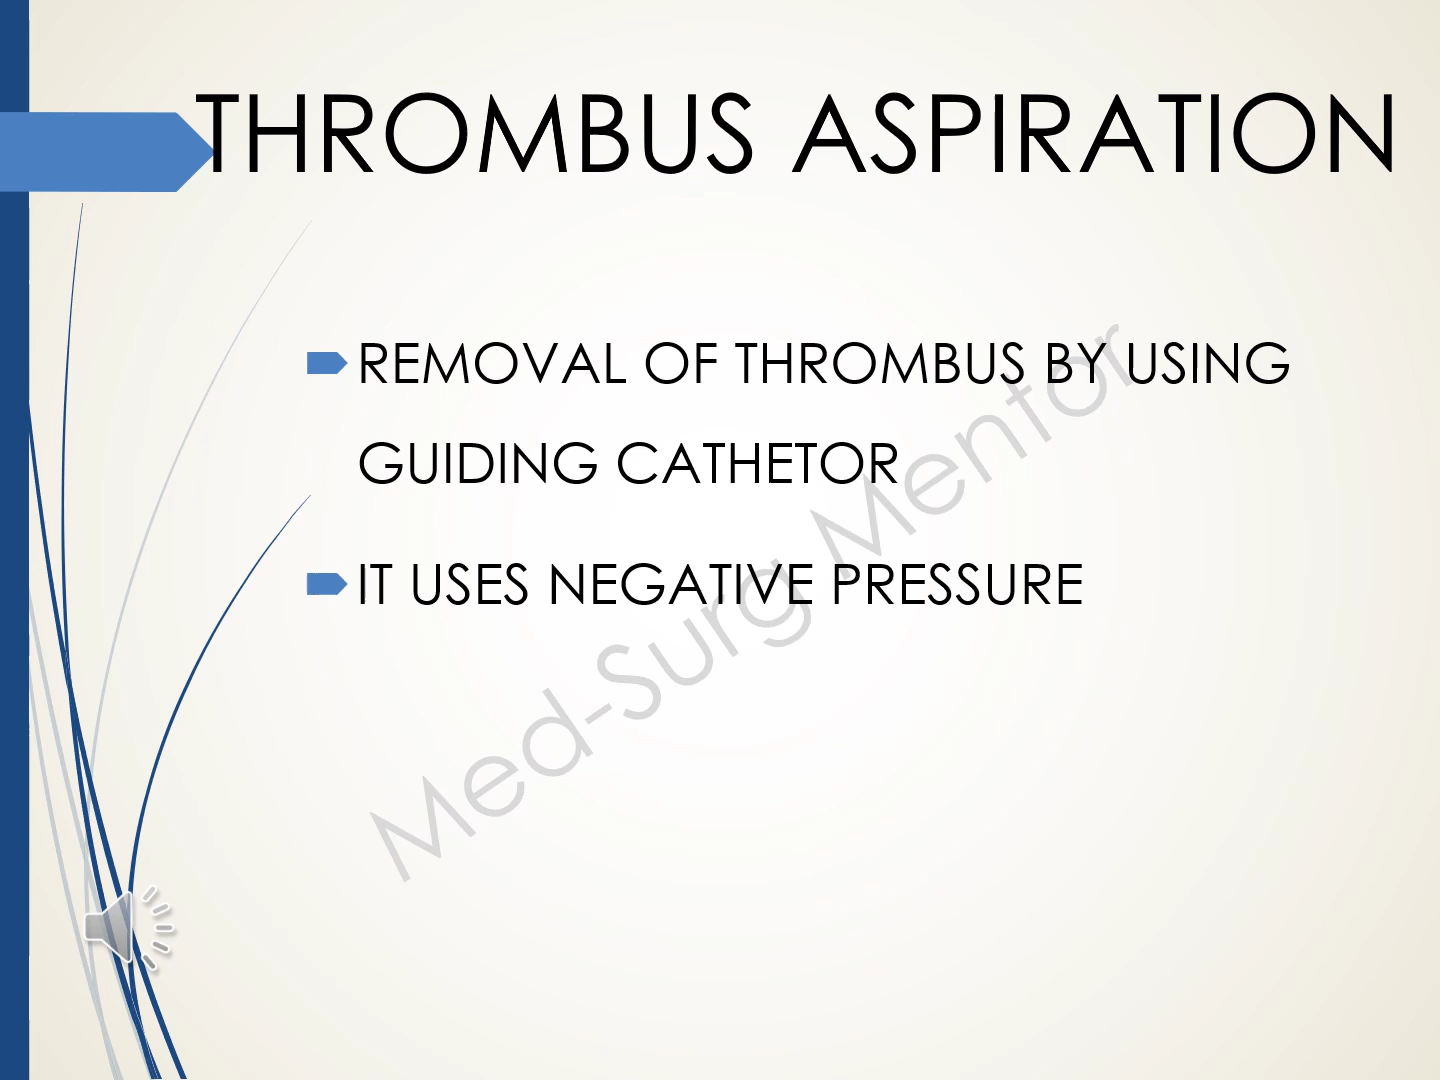 THROMBUS ASPIRATION
REMOVAL OF THROMBUS BY USING
GUIDING CATHETOR
IT USES NEGATIVE PRESSURE
Med-Surg Mentor